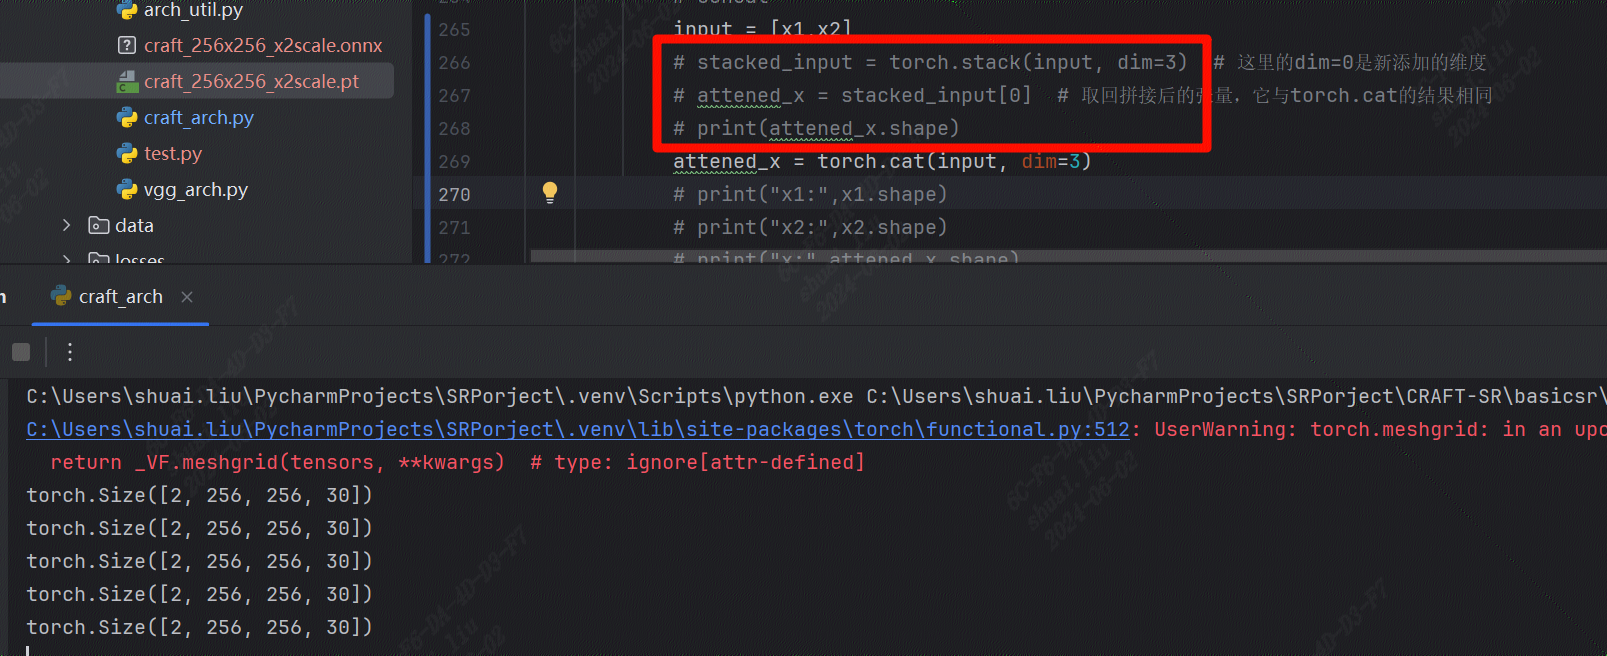 arch_util.py
craft_256x256_x2scale.onnx
craft_256x256_x2scale.pt
craft_arch.py
test.py
vgg_arch.py
data
losses
265 input = [x1,x2]
266 # stacked_input = torch.stack(input, dim=3) # 这里的dim=0是新添加的维度
267 # attened_x = stacked_input[0] # 取回拼接后的张量，它与torch.cat的结果相同
268 # print(attened_x.shape)
269 attened_x = torch.cat(input, dim=3)
270 # print("x1:",x1.shape)
271 # print("x2:",x2.shape)
272 # print("x:",attened_x.shape)
craft_arch
C:\Users\shuai.liu\PycharmProjects\SRPorject\.venv\Scripts\python.exe C:\Users\shuai.liu\PycharmProjects\SRPorject\CRAFT-SR\basicsr\
C:\Users\shuai.liu\PycharmProjects\SRPorject\.venv\lib\site-packages\torch\functional.py:512: UserWarning: torch.meshgrid: in an upco
return _VF.meshgrid(tensors, **kwargs) # type: ignore[attr-defined]
torch.Size([2, 256, 256, 30])
torch.Size([2, 256, 256, 30])
torch.Size([2, 256, 256, 30])
torch.Size([2, 256, 256, 30])
torch.Size([2, 256, 256, 30])